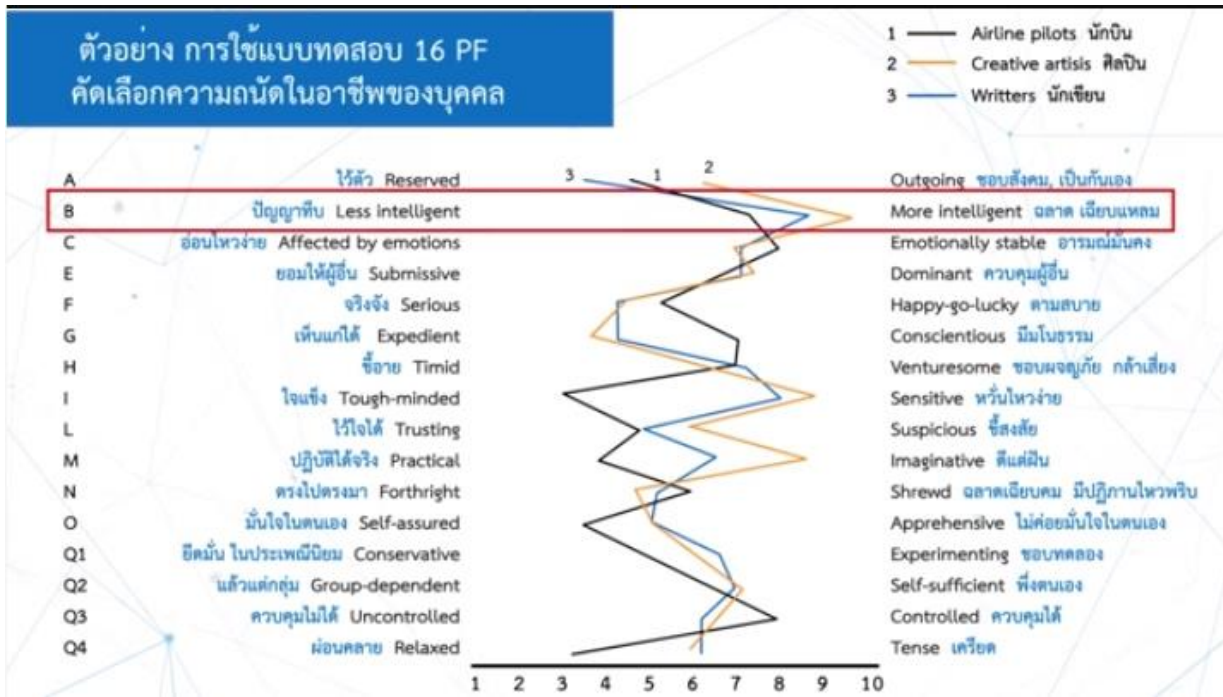 ตัวอย่าง การใช้แบบทดสอบ 16 PF
คัดเลือกความถนัดในอาชีพของบุคคล
1 Airline pilots นักบิน
2 Creative artisis ศิลปิน
3 Writters นักเขียน
3 1 2
A ไว้ตัว Reserved Outgoing ชอบสังคม, เป็นกันเอง
B ปัญญาทึบ Less intelligent More intelligent ฉลาด เฉียบแหลม
C อ่อนไหวง่าย Affected by emotions Emotionally stable อารมณ์มั่นคง
E ยอมให้ผู้อื่น Submissive Dominant ควบคุมผู้อื่น
F จริงจัง Serious Happy-go-lucky ตามสบาย
G เห็นแก่ได้ Expedient Conscientious มีมโนธรรม
H ขี้อาย Timid Venturesome ชอบผจญภัย กล้าเสี่ยง
I ใจแข็ง Tough-minded Sensitive หวั่นไหวง่าย
L ไว้ใจได้ Trusting Suspicious ขี้สงสัย
M ปฏิบัติได้จริง Practical Imaginative ดีแต่ฝัน
N ตรงไปตรงมา Forthright Shrewd ฉลาดเฉียบคม มีปฏิภานไหวพริบ
O มั่นใจในตนเอง Self-assured Apprehensive ไม่ค่อยมั่นใจในตนเอง
Q1 ยึดมั่น ในประเพณีนิยม Conservative Experimenting ชอบทดลอง
Q2 แล้วแต่กลุ่ม Group-dependent Self-sufficient พึ่งตนเอง
Q3 ควบคุมไม่ได้ Uncontrolled Controlled ควบคุมได้
Q4 ผ่อนคลาย Relaxed Tense เครียด
1 2 3 4 5 6 7 8 9 10